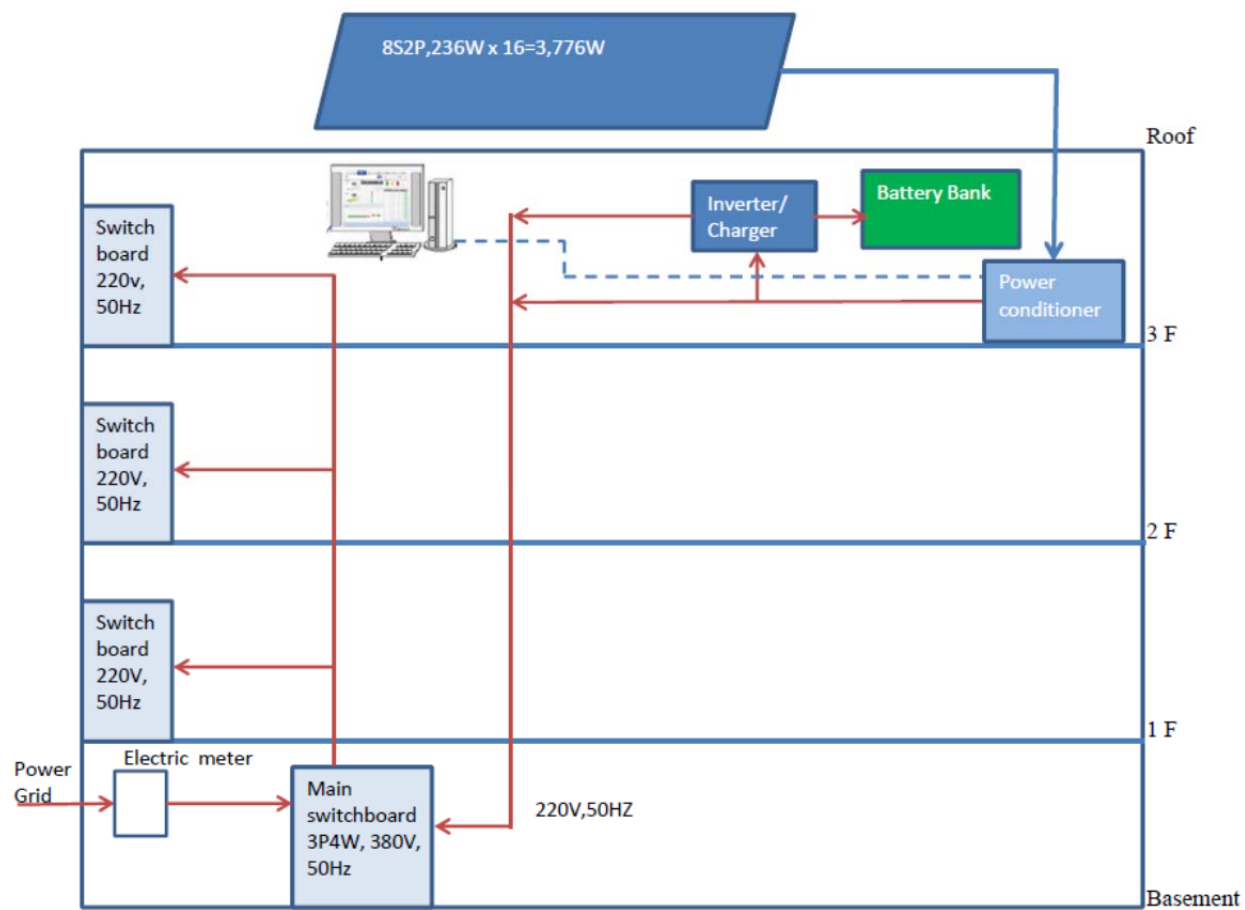 8S2P,236W x 16=3,776W
Roof
Battery Bank
Inverter/
Charger
Switch
board
220v,
50Hz
Power
conditioner
3 F
Switch
board
220V,
50Hz
2 F
Switch
board
220V,
50Hz
1 F
Electric meter
Power
Grid
Main
switchboard
3P4W, 380V,
50Hz
220V,50HZ
Basement